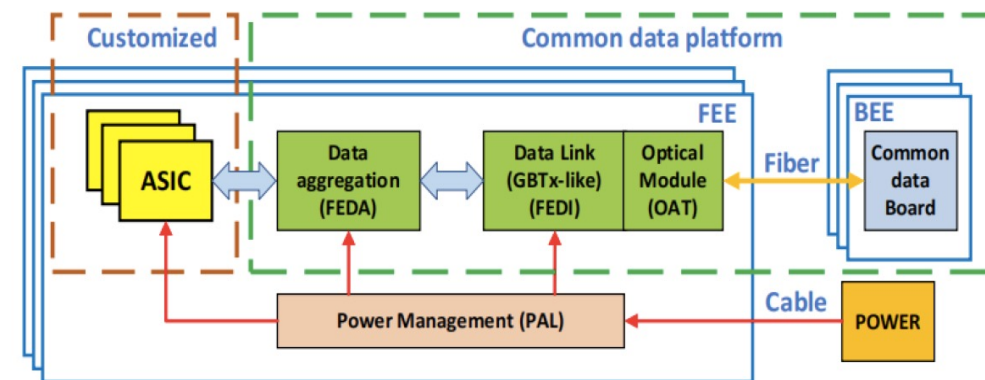 Customized
Common data platform
FEE
BEE
ASIC
Data
aggregation
(FEDA)
Data Link
(GBTx-like)
(FEDI)
Optical
Module
(OAT)
Fiber
Common
data
Board
Power Management (PAL)
Cable
POWER